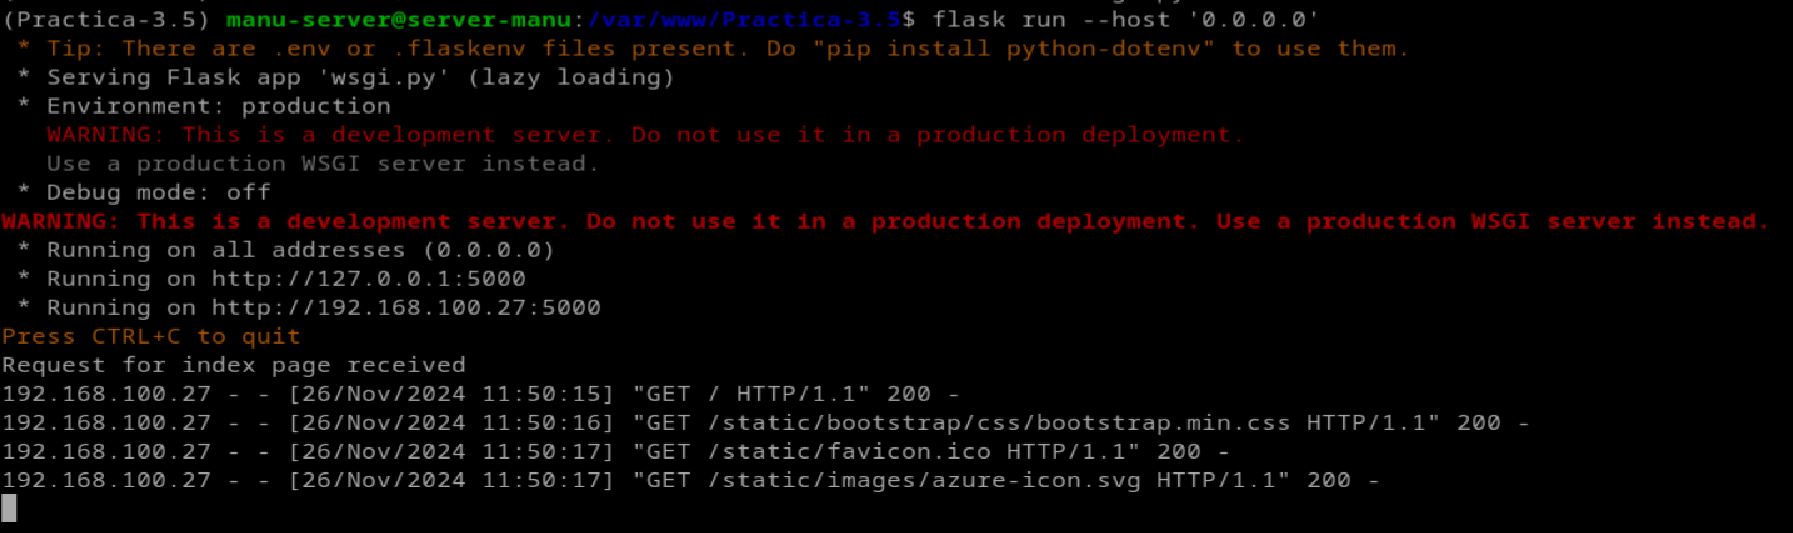 (Practica-3.5) manu-server@server-manu:/var/www/Practica-3.5$ flask run --host '0.0.0.0'
 * Tip: There are .env or .flaskenv files present. Do "pip install python-dotenv" to use them.
 * Serving Flask app 'wsgi.py' (lazy loading)
 * Environment: production
   WARNING: This is a development server. Do not use it in a production deployment.
   Use a production WSGI server instead.
 * Debug mode: off
WARNING: This is a development server. Do not use it in a production deployment. Use a production WSGI server instead.
 * Running on all addresses (0.0.0.0)
 * Running on http://127.0.0.1:5000
 * Running on http://192.168.100.27:5000
Press CTRL+C to quit
Request for index page received
192.168.100.27 - - [26/Nov/2024 11:50:15] "GET / HTTP/1.1" 200 -
192.168.100.27 - - [26/Nov/2024 11:50:16] "GET /static/bootstrap/css/bootstrap.min.css HTTP/1.1" 200 -
192.168.100.27 - - [26/Nov/2024 11:50:17] "GET /static/favicon.ico HTTP/1.1" 200 -
192.168.100.27 - - [26/Nov/2024 11:50:17] "GET /static/images/azure-icon.svg HTTP/1.1" 200 -